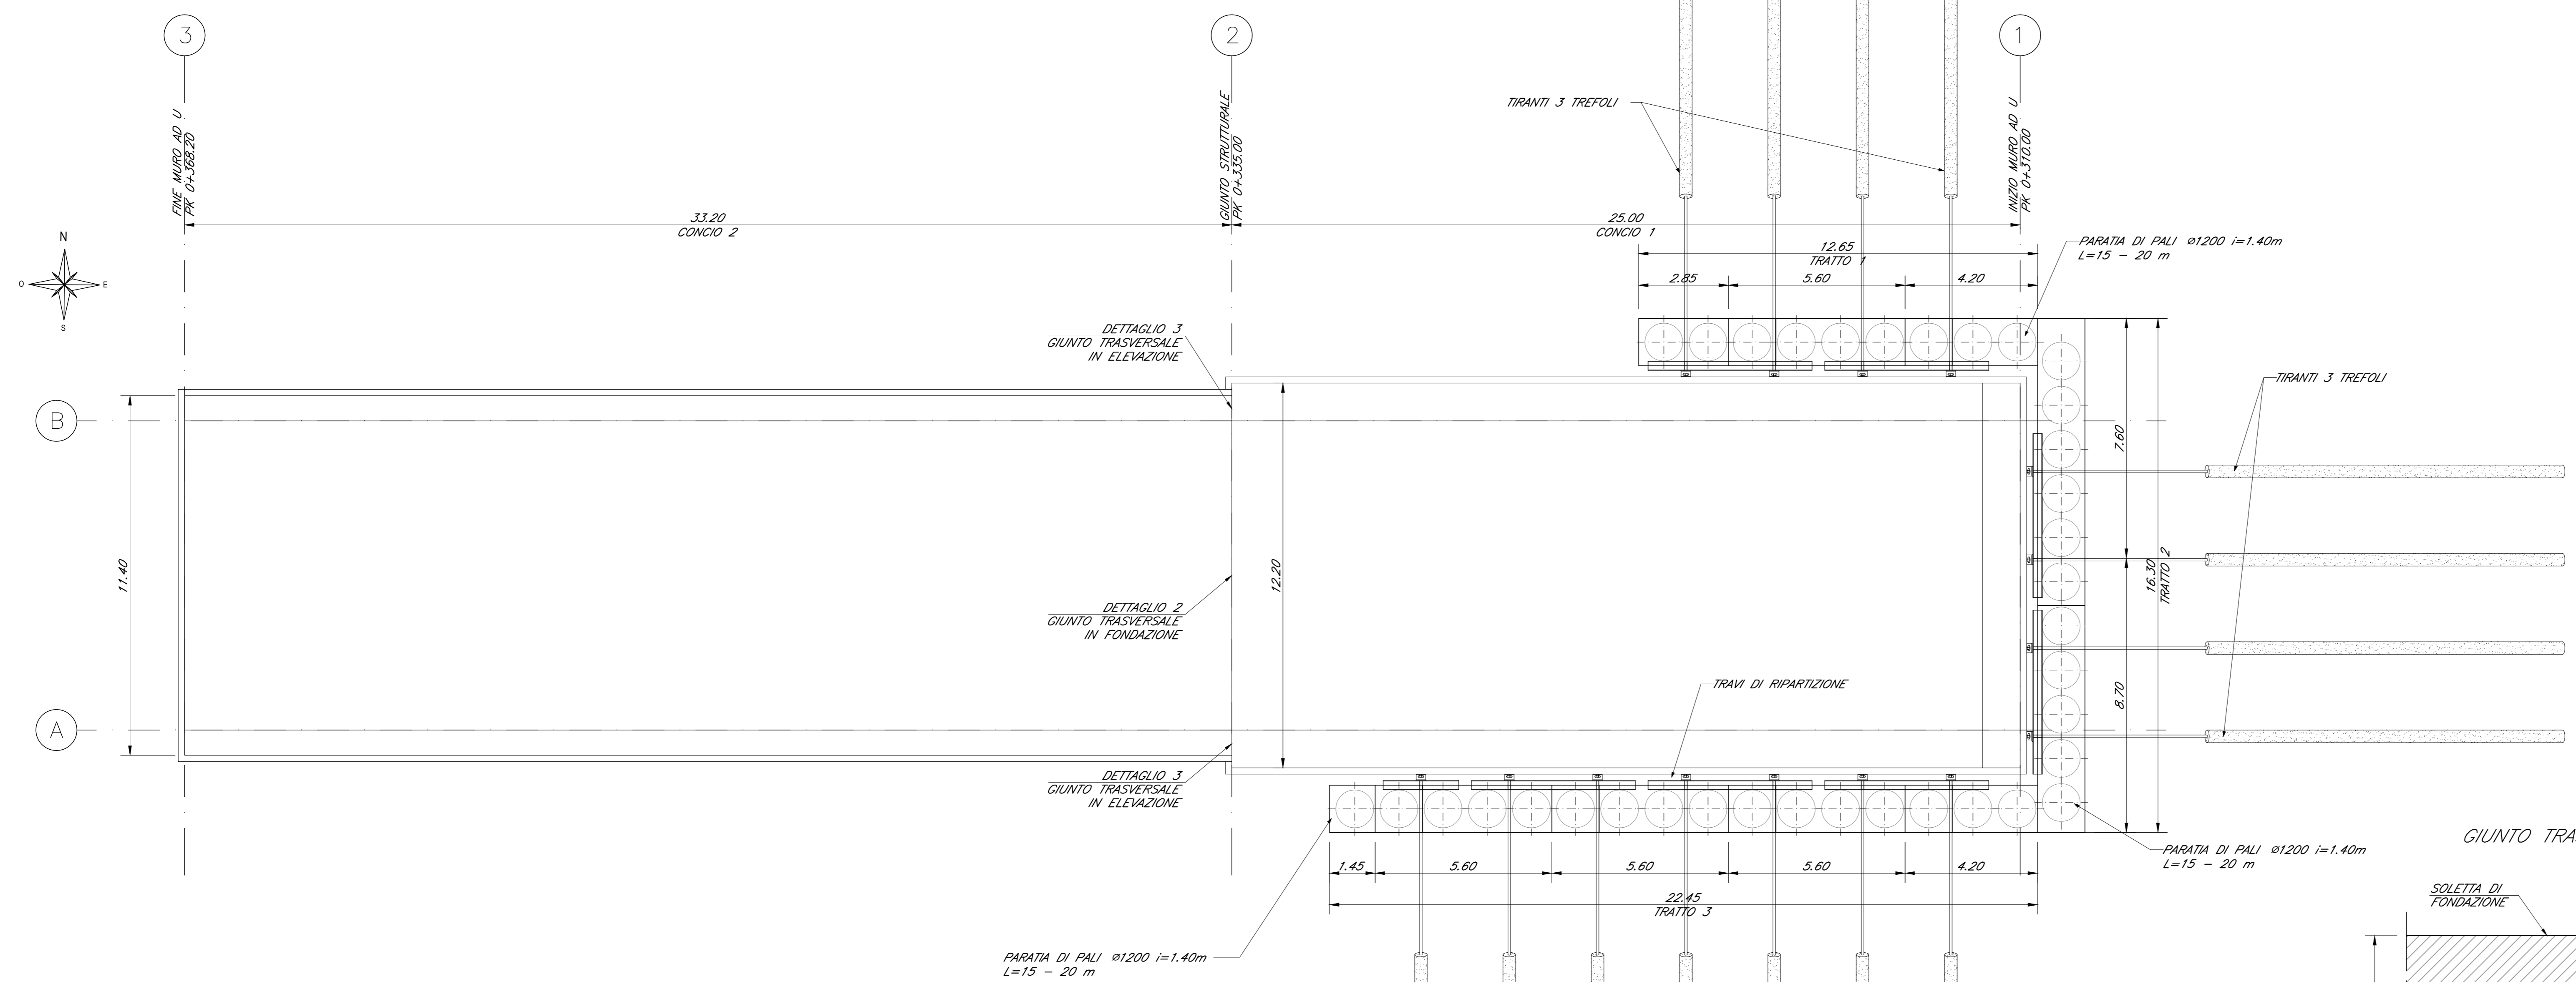 3
2
1
FINE MURO AD U
PK 0+368.20
GIUNTO STRUTTURALE
PK 0+335.00
INIZIO MURO AD U
PK 0+310.00
TIRANTI 3 TREFOLI
33.20
CONCIO 2
25.00
CONCIO 1
12.65
TRATTO 1
2.85
5.60
4.20
PARATIA DI PALI Ø1200 i=1.40m
L=15 - 20 m
N
O
E
S
DETTAGLIO 3
GIUNTO TRASVERSALE
IN ELEVAZIONE
TIRANTI 3 TREFOLI
B
7.60
11.40
12.20
16.30
TRATTO 2
DETTAGLIO 2
GIUNTO TRASVERSALE
IN FONDAZIONE
TRAVI DI RIPARTIZIONE
8.70
A
DETTAGLIO 3
GIUNTO TRASVERSALE
IN ELEVAZIONE
GIUNTO TRA
PARATIA DI PALI Ø1200 i=1.40m
L=15 - 20 m
1.45
5.60
5.60
5.60
4.20
22.45
TRATTO 3
SOLETTA DI
FONDAZIONE
PARATIA DI PALI Ø1200 i=1.40m
L=15 - 20 m